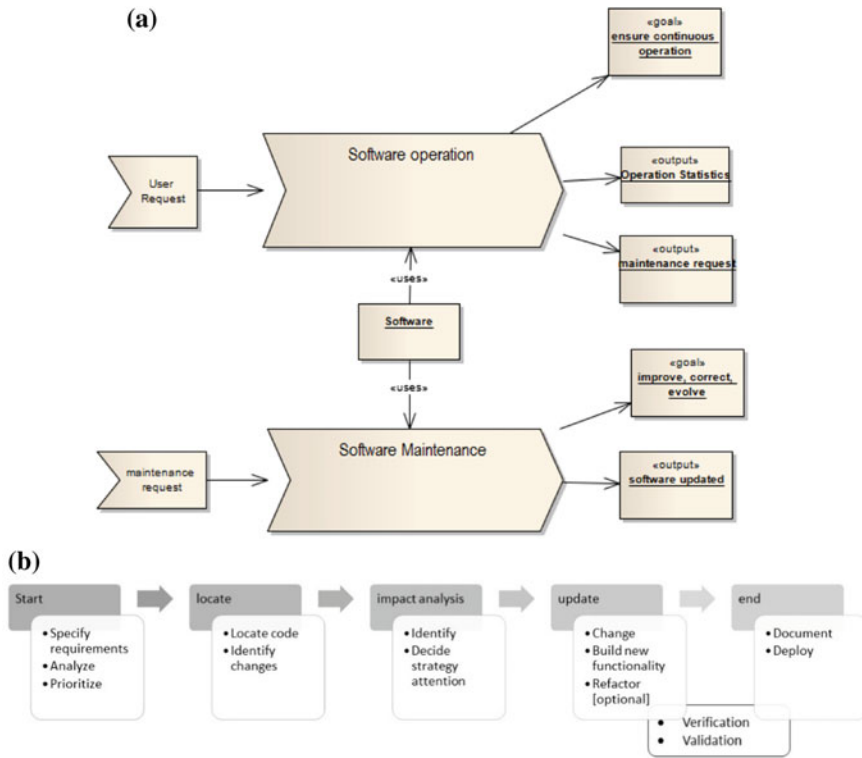 (a)
«goal»
ensure continuous
operation
Software operation
User
Request
«output»
Operation Statistics
«output»
maintenance request
«uses»
Software
«uses»
«goal»
improve, correct,
evolve
Software Maintenance
maintenance
request
«output»
software updated
(b)
Start
• Specify
requirements
• Analyze
• Prioritize
locate
• Locate code
• Identify
changes
impact analysis
• Identify
• Decide
strategy
attention
update
• Change
• Build new
functionality
• Refactor
[optional]
end
• Document
• Deploy
• Verification
• Validation